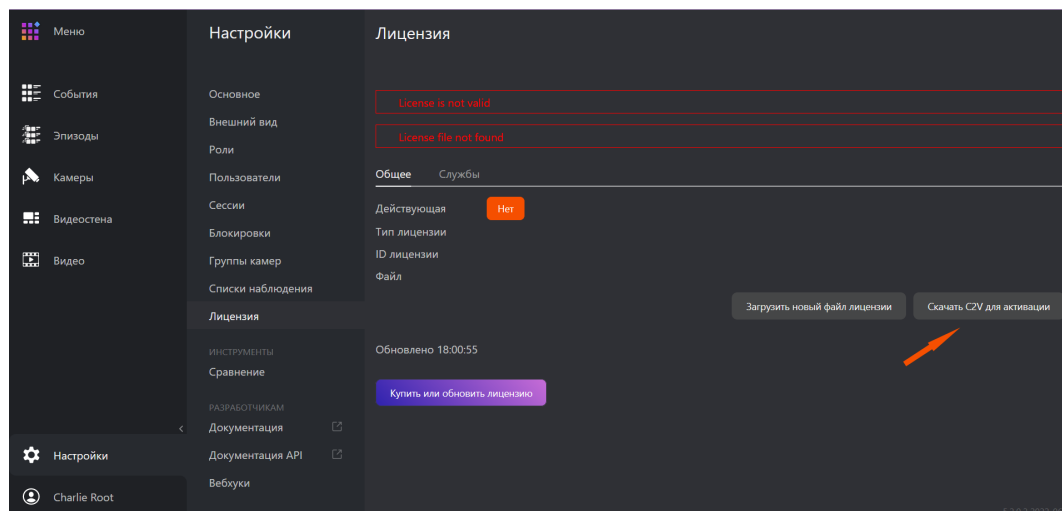 Меню
События
Эпизоды
Камеры
Видеостена
Видео
Настройки
Charlie Root
Настройки
Основное
Внешний вид
Роли
Пользователи
Сессии
Блокировки
Группы камер
Списки наблюдения
Лицензия
ИНСТРУМЕНТЫ
Сравнение
РАЗРАБОТЧИКАМ
Документация
Документация API
Вебхуки
Лицензия
License is not valid
License file not found
Общее Службы
Действующая Нет
Тип лицензии
ID лицензии
Файл
Загрузить новый файл лицензии Скачать C2V для активации
Обновлено 18:00:55
Купить или обновить лицензию